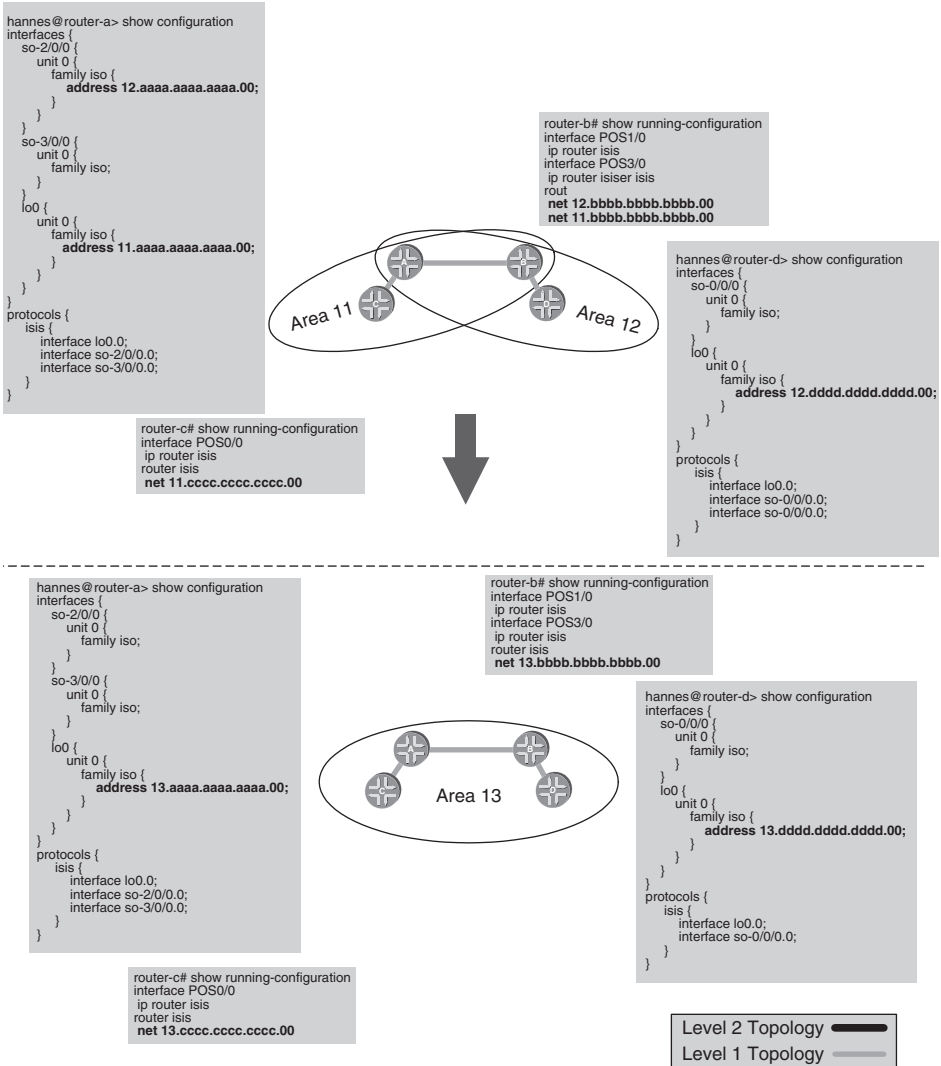 hannes@router-a> show configuration
interfaces {
so-2/0/0 {
unit 0 {
family iso {
address 12.aaaa.aaaa.aaaa.00;
}
}
}
so-3/0/0 {
unit 0 {
family iso;
}
}
lo0 {
unit 0 {
family iso {
address 11.aaaa.aaaa.aaaa.00;
}
}
}
}
protocols {
isis {
interface lo0.0;
interface so-2/0/0.0;
interface so-3/0/0.0;
}
}
router-b# show running-configuration
interface POS1/0
ip router isis
interface POS3/0
ip router isiser isis
rout
net 12.bbbb.bbbb.bbbb.00
net 11.bbbb.bbbb.bbbb.00
A
B
C
D
Area 11
Area 12
hannes@router-d> show configuration
interfaces {
so-0/0/0 {
unit 0 {
family iso;
}
}
lo0 {
unit 0 {
family iso {
address 12.dddd.dddd.dddd.00;
}
}
}
}
protocols {
isis {
interface lo0.0;
interface so-0/0/0.0;
interface so-0/0/0.0;
}
}
router-c# show running-configuration
interface POS0/0
ip router isis
router isis
net 11.cccc.cccc.cccc.00
hannes@router-a> show configuration
interfaces {
so-2/0/0 {
unit 0 {
family iso;
}
}
so-3/0/0 {
unit 0 {
family iso;
}
}
lo0 {
unit 0 {
family iso {
address 13.aaaa.aaaa.aaaa.00;
}
}
}
}
protocols {
isis {
interface lo0.0;
interface so-2/0/0.0;
interface so-3/0/0.0;
}
}
router-b# show running-configuration
interface POS1/0
ip router isis
interface POS3/0
ip router isis
router isis
net 13.bbbb.bbbb.bbbb.00
A
B
C
D
Area 13
hannes@router-d> show configuration
interfaces {
so-0/0/0 {
unit 0 {
family iso;
}
}
lo0 {
unit 0 {
family iso {
address 13.dddd.dddd.dddd.00;
}
}
}
}
protocols {
isis {
interface lo0.0;
interface so-0/0/0.0;
}
}
router-c# show running-configuration
interface POS0/0
ip router isis
router isis
net 13.cccc.cccc.cccc.00
Level 2 Topology
Level 1 Topology